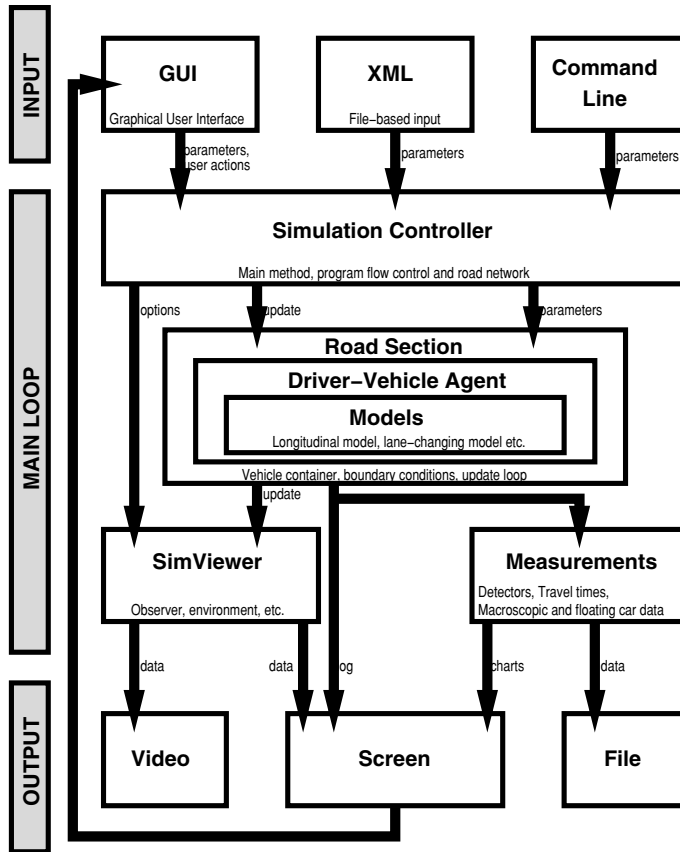 INPUT
GUI
Graphical User Interface
XML
File-based input
Command
Line
parameters,
user actions
parameters
parameters
MAIN LOOP
Simulation Controller
Main method, program flow control and road network
options
update
parameters
Road Section
Driver-Vehicle Agent
Models
Longitudinal model, lane-changing model etc.
Vehicle container, boundary conditions, update loop
update
SimViewer
Observer, environment, etc.
Measurements
Detectors, Travel times,
Macroscopic and floating car data
data
data
log
charts
data
OUTPUT
Video
Screen
File